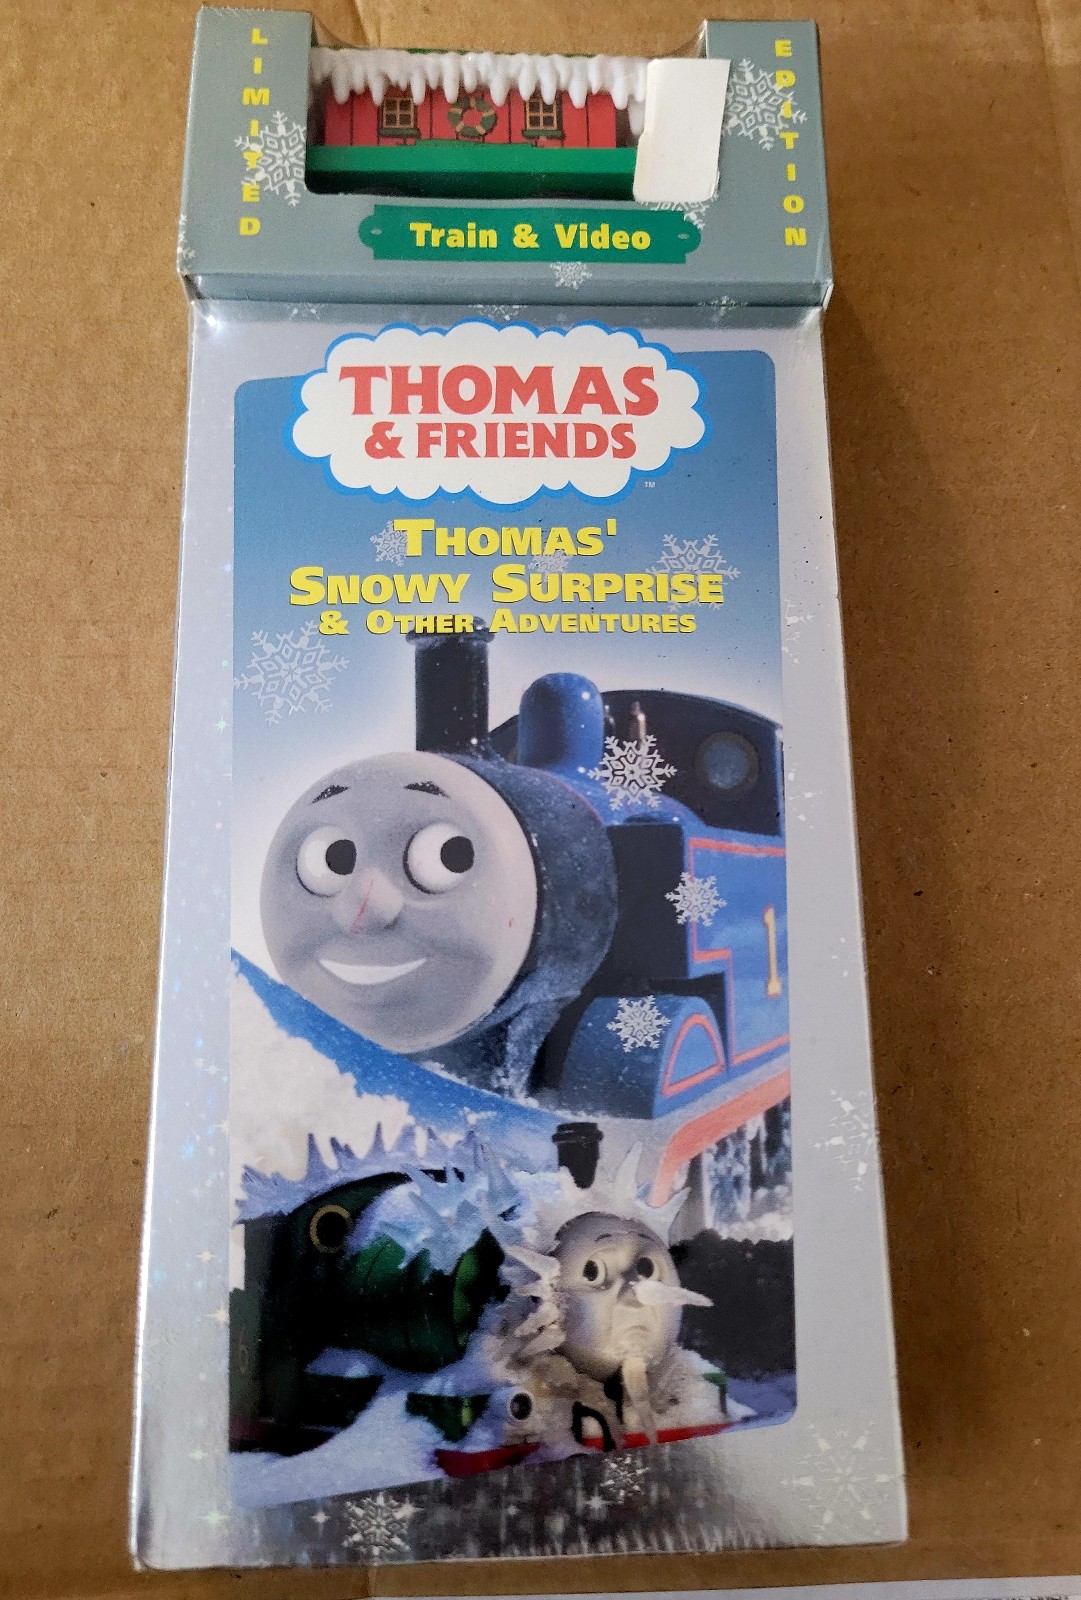 LIMITED
EDITION
Train & Video
THOMAS
& FRIENDS
™
THOMAS'
SNOWY SURPRISE
& OTHER ADVENTURES
1